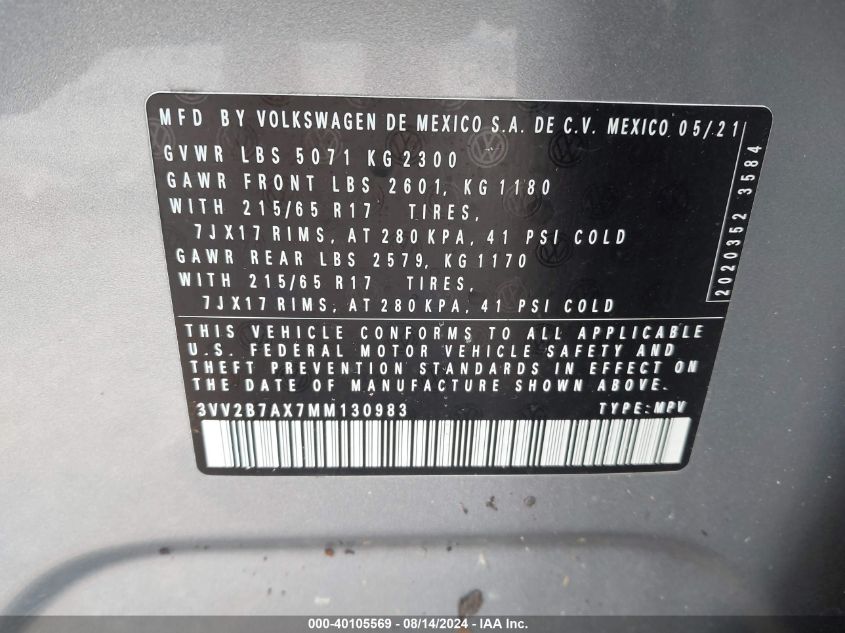 MFD BY VOLKSWAGEN DE MEXICO S.A. DE C.V. MEXICO 05/21
GVWR LBS 5071 KG 2300
GAWR FRONT LBS 2601, KG 1180
WITH 215/65 R17 TIRES,
7JX17 RIMS, AT 280 KPA, 41 PSI COLD
GAWR REAR LBS 2579, KG 1170
WITH 215/65 R17 TIRES,
7JX17 RIMS, AT 280 KPA, 41 PSI COLD
2020352 3584
THIS VEHICLE CONFORMS TO ALL APPLICABLE
U.S. FEDERAL MOTOR VEHICLE SAFETY AND
THEFT PREVENTION STANDARDS IN EFFECT ON
THE DATE OF MANUFACTURE SHOWN ABOVE.
3VV2B7AX7MM130983 TYPE: MPV
000-40105569 - 08/14/2024 - IAA Inc.